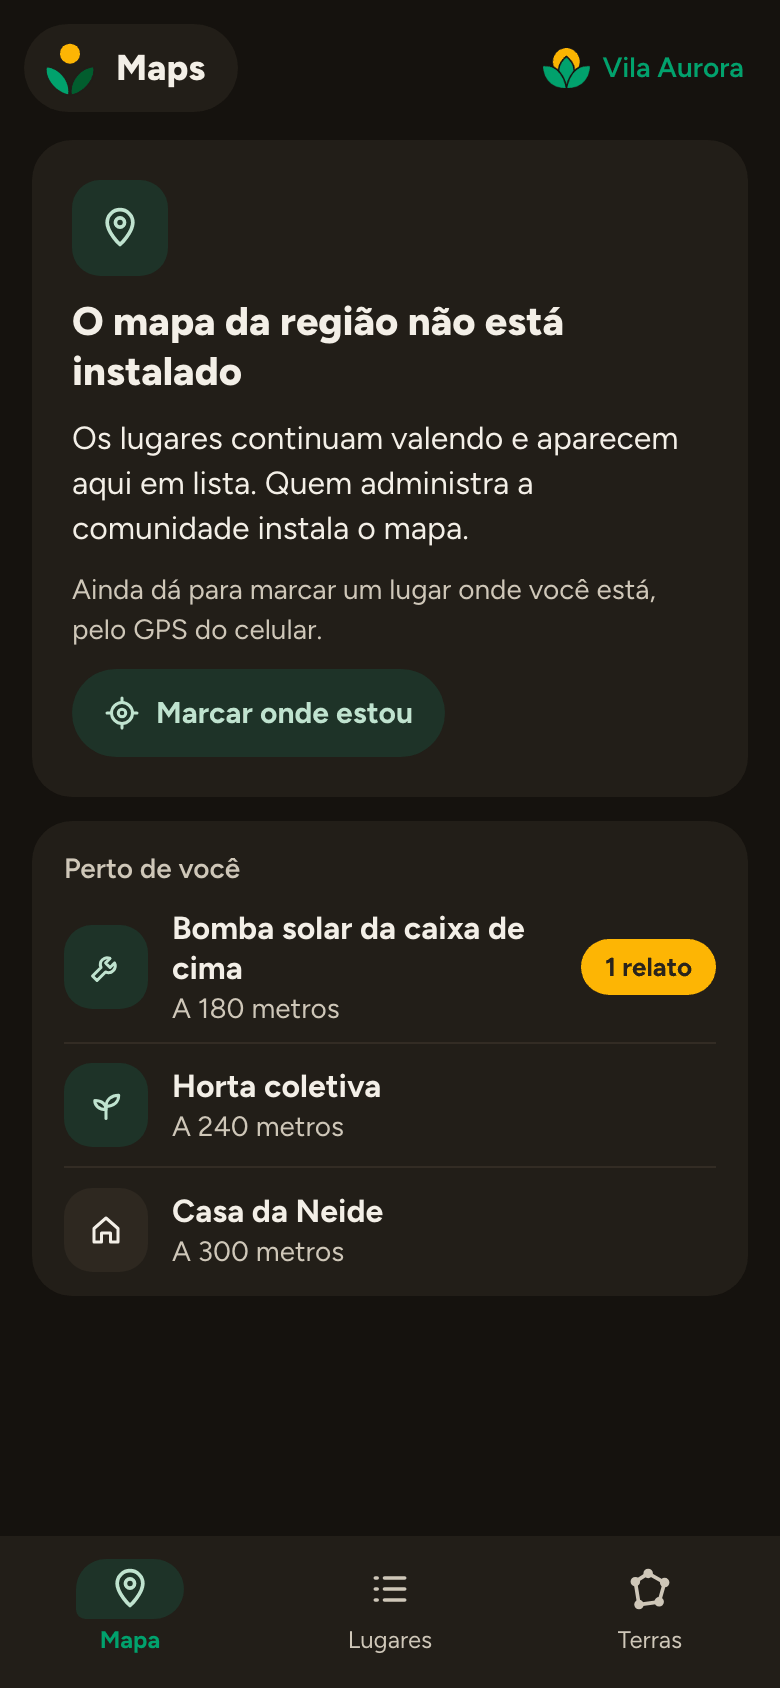 Maps
Vila Aurora
O mapa da região não está
instalado
Os lugares continuam valendo e aparecem
aqui em lista. Quem administra a
comunidade instala o mapa.
Ainda dá para marcar um lugar onde você está,
pelo GPS do celular.
Marcar onde estou
Perto de você
Bomba solar da caixa de
cima
A 180 metros
1 relato
Horta coletiva
A 240 metros
Casa da Neide
A 300 metros
Mapa
Lugares
Terras